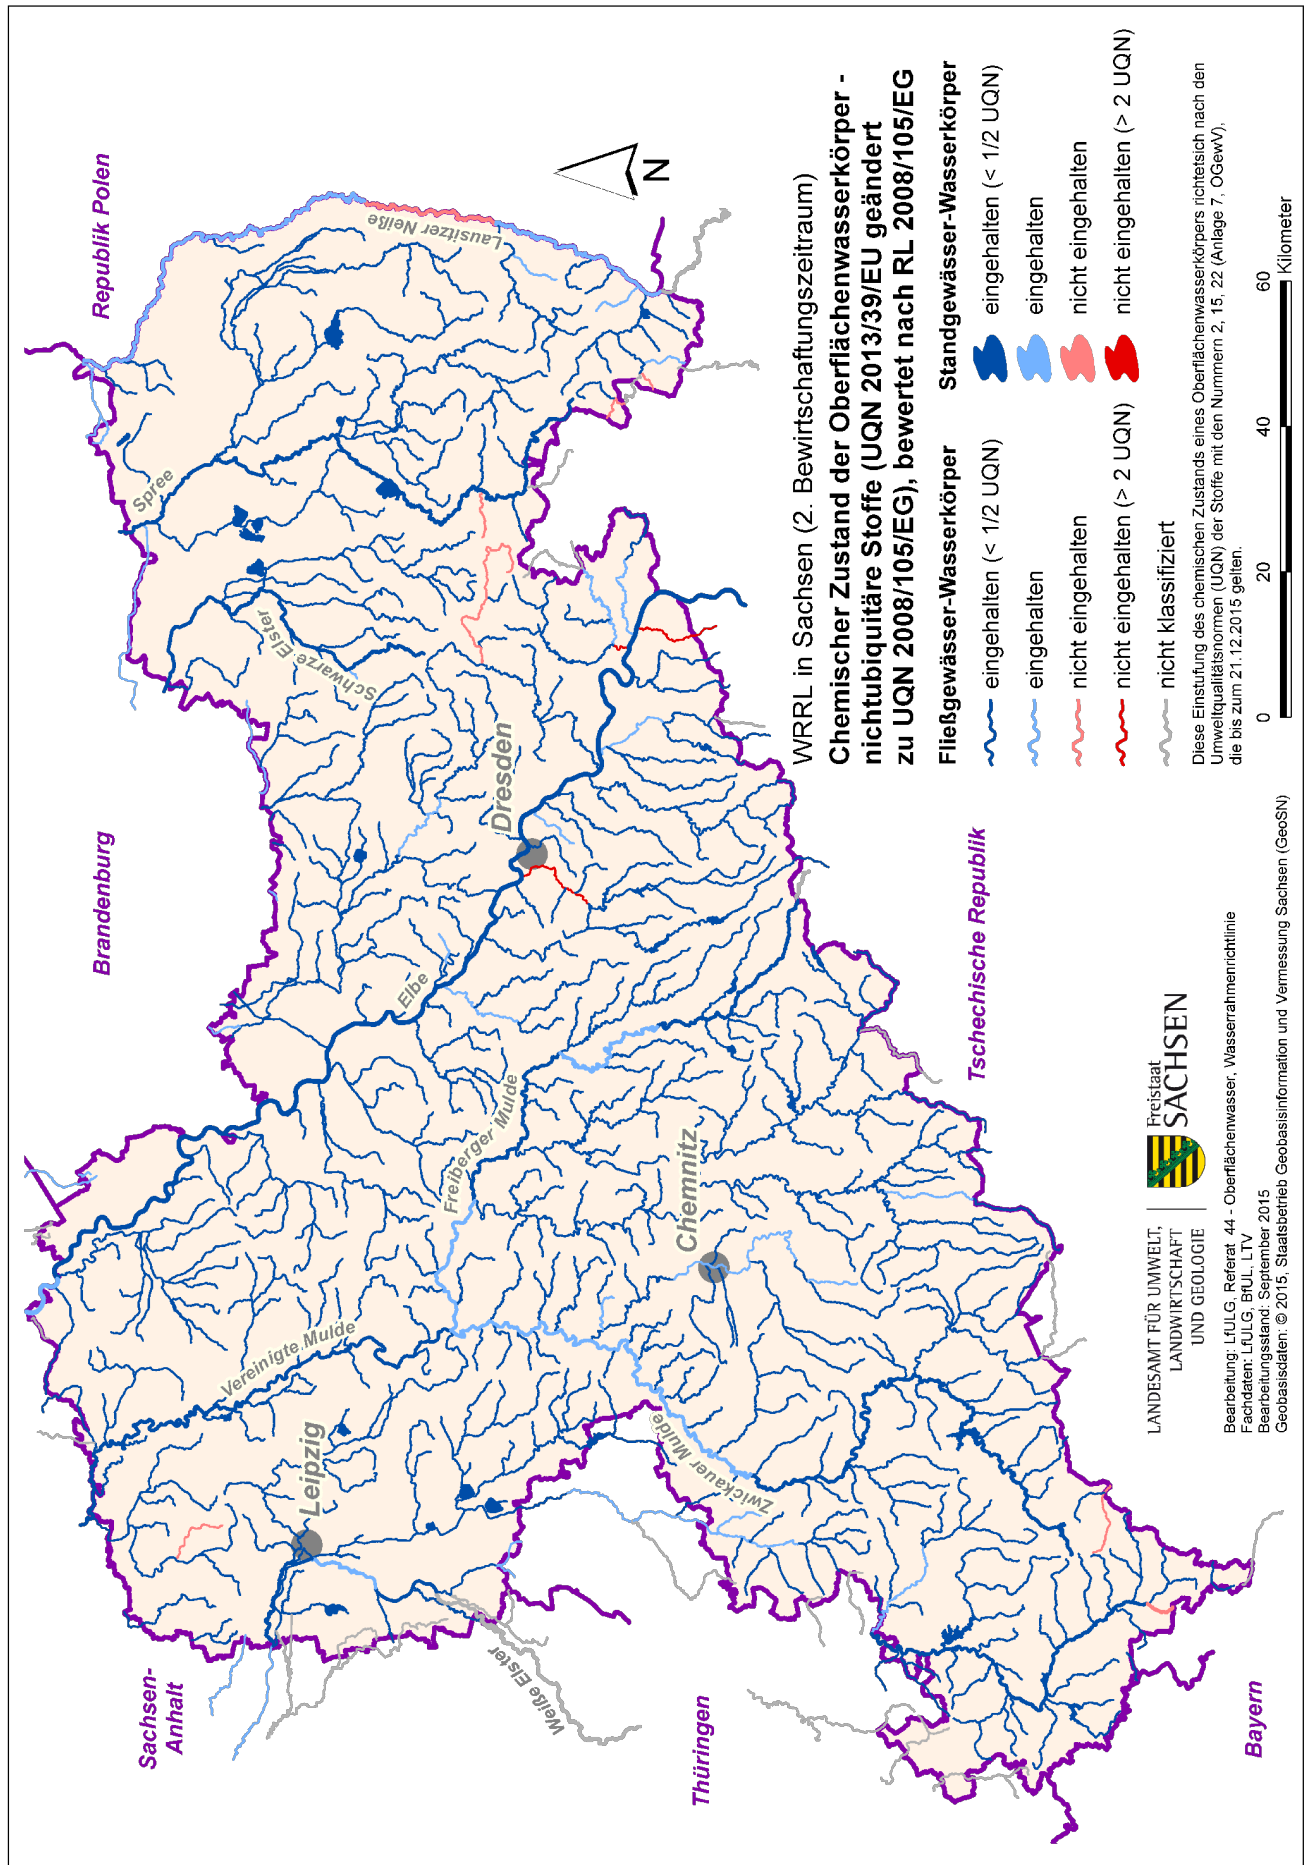 Republik Polen
Brandenburg
Sachsen-
Anhalt
Thüringen
Bayern
Tschechische Republik
Lausitzer Neiße
Spree
Schwarze Elster
Dresden
Elbe
Freiberger Mulde
Chemnitz
Vereinigte Mulde
Leipzig
Zwickauer Mulde
Weiße Elster
N
WRRL in Sachsen (2. Bewirtschaftungszeitraum)
Chemischer Zustand der Oberflächenwasserkörper -
nichtubiquitäre Stoffe (UQN 2013/39/EU geändert
zu UQN 2008/105/EG), bewertet nach RL 2008/105/EG
Fließgewässer-Wasserkörper
eingehalten (< 1/2 UQN)
eingehalten
nicht eingehalten
nicht eingehalten (> 2 UQN)
nicht klassifiziert
Standgewässer-Wasserkörper
eingehalten (< 1/2 UQN)
eingehalten
nicht eingehalten
nicht eingehalten (> 2 UQN)
Diese Einstufung des chemischen Zustands eines Oberflächenwasserkörpers richtetsich nach den
Umweltqualitätsnormen (UQN) der Stoffe mit den Nummern 2, 15, 22 (Anlage 7, OGewV),
die bis zum 21.12.2015 gelten.
0 20 40 60
Kilometer
LANDESAMT FÜR UMWELT,
LANDWIRTSCHAFT
UND GEOLOGIE
Freistaat
SACHSEN
Bearbeitung: LfULG, Referat 44 - Oberflächenwasser, Wasserrahmenrichtlinie
Fachdaten: LfULG, BfUL. LTV
Bearbeitungsstand: September 2015
Geobasisdaten: © 2015, Staatsbetrieb Geobasisinformation und Vermessung Sachsen (GeoSN)